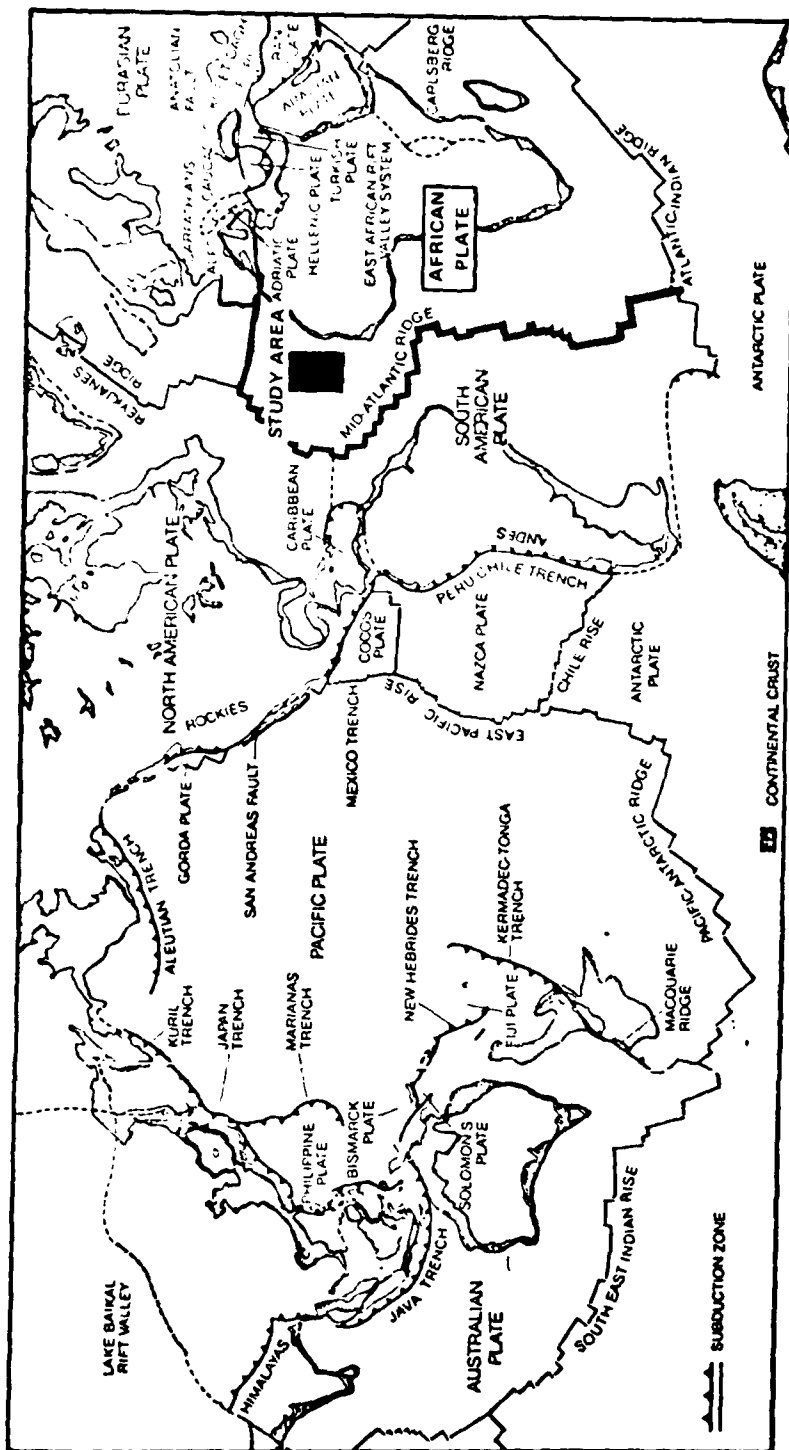 LAKE BAIKAL
RIFT VALLEY
HIMALAYAS
KURIL
TRENCH
JAPAN
TRENCH
MARIANAS
TRENCH
PHILIPPINE
PLATE
BISMARCK
PLATE
JAVA TRENCH
AUSTRALIAN
PLATE
SOLOMON'S
PLATE
NEW HEBRIDES TRENCH
FIJI PLATE
KERMADEC-TONGA
TRENCH
MACQUARIE
RIDGE
SOUTH EAST INDIAN RISE
SUBDUCTION ZONE
ALEUTIAN TRENCH
PACIFIC PLATE
GORDA PLATE
SAN ANDREAS FAULT
ROCKIES
NORTH AMERICAN PLATE
MEXICO TRENCH
COCOS
PLATE
EAST PACIFIC RISE
NAZCA PLATE
CHILE RISE
ANTARCTIC
PLATE
PACIFIC ANTARCTIC RIDGE
CONTINENTAL CRUST
CARIBBEAN
PLATE
PERU CHILE TRENCH
ANDES
SOUTH
AMERICAN
PLATE
REYKJANES
RIDGE
STUDY AREA
MID-ATLANTIC RIDGE
EURASIAN
PLATE
ANATOLIAN
FAULT
CARPATHIANS
ADRIATIC
PLATE
HELLENIC PLATE
TURKISH
PLATE
ARABIAN
PLATE
EAST AFRICAN RIFT
VALLEY SYSTEM
AFRICAN
PLATE
CARLSBERG
RIDGE
ATLANTIC INDIAN RIDGE
ANTARCTIC PLATE